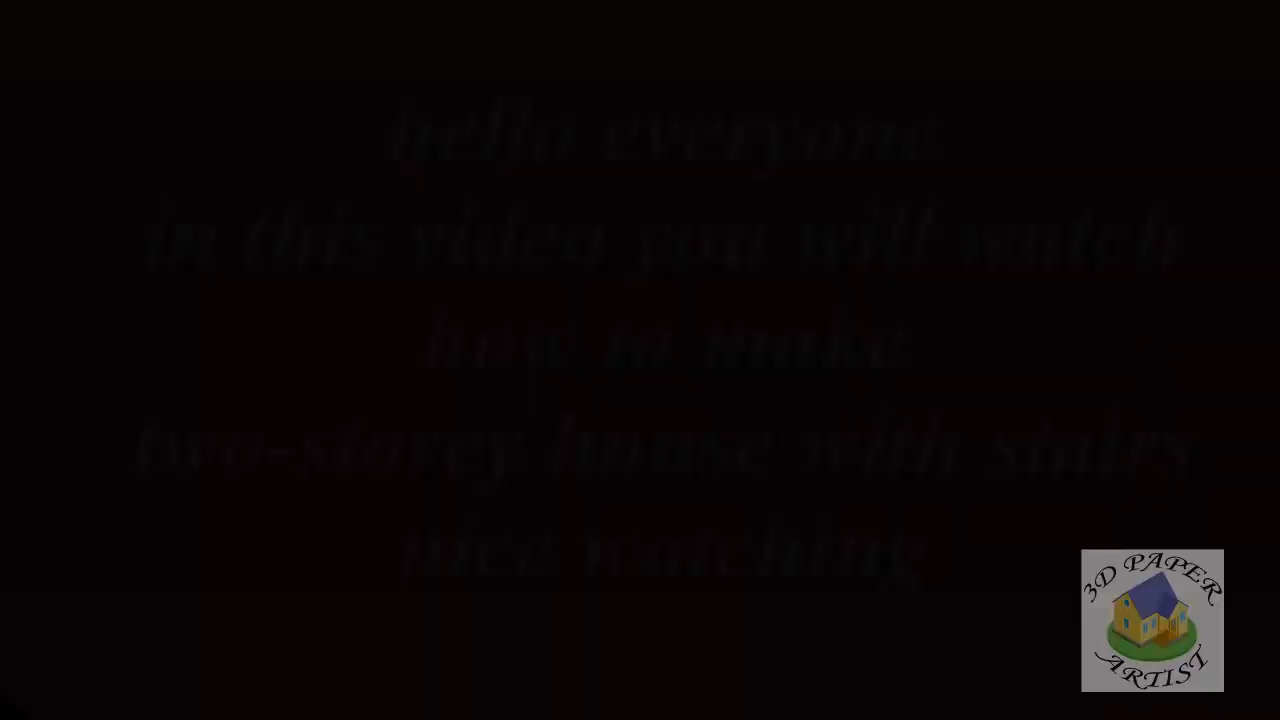 hello everyone
in this video you will watch
how to make
two-storey house with stairs
nice watching
3D PAPER
ARTIST